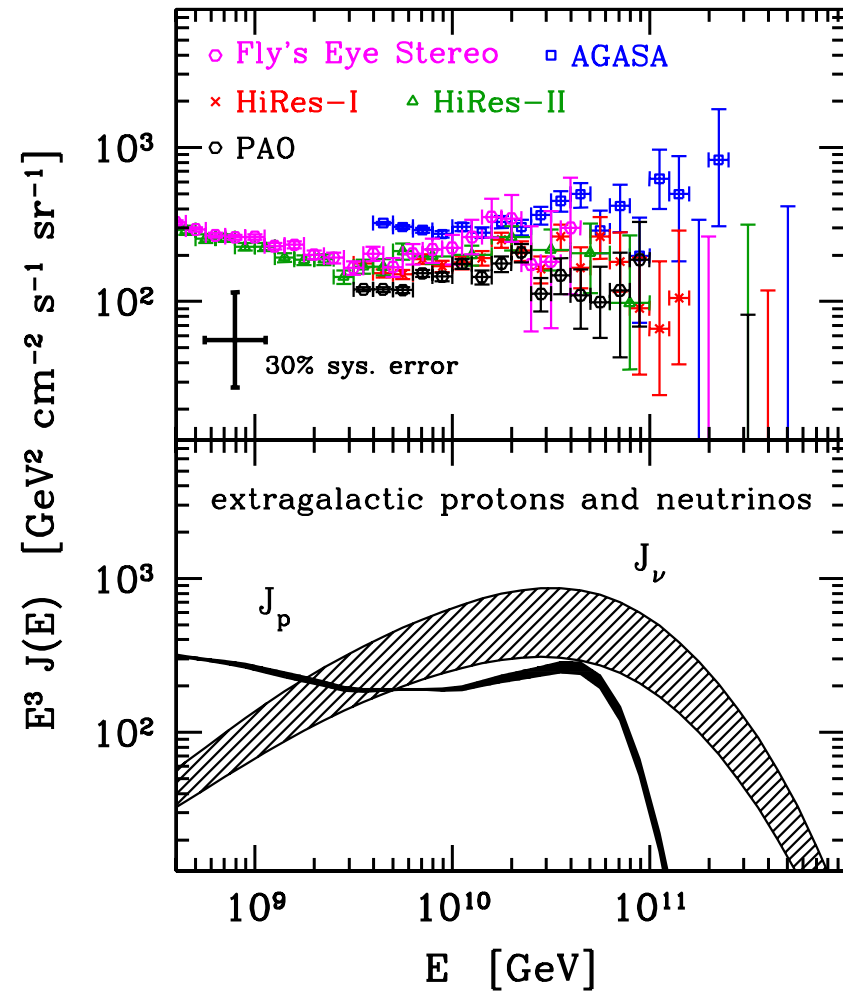 Fly's Eye Stereo AGASA
HiRes-I HiRes-II
PAO
10³
10²
30% sys. error
E³ J(E) [GeV² cm⁻² s⁻¹ sr⁻¹]
extragalactic protons and neutrinos
J_ν
J_p
10³
10²
10⁹ 10¹⁰ 10¹¹
E [GeV]